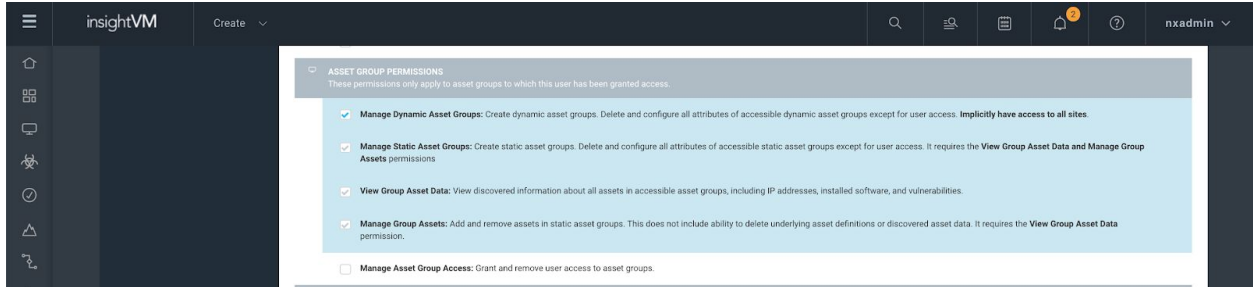 insightVM Create 2 nxadmin
ASSET GROUP PERMISSIONS
These permissions only apply to asset groups to which this user has been granted access.
Manage Dynamic Asset Groups: Create dynamic asset groups. Delete and configure all attributes of accessible dynamic asset groups except for user access. Implicitly have access to all sites.
Manage Static Asset Groups: Create static asset groups. Delete and configure all attributes of accessible static asset groups except for user access. It requires the View Group Asset Data and Manage Group
Assets permissions
View Group Asset Data: View discovered information about all assets in accessible asset groups, including IP addresses, installed software, and vulnerabilities.
Manage Group Assets: Add and remove assets in static asset groups. This does not include ability to delete underlying asset definitions or discovered asset data. It requires the View Group Asset Data
permission.
Manage Asset Group Access: Grant and remove user access to asset groups.